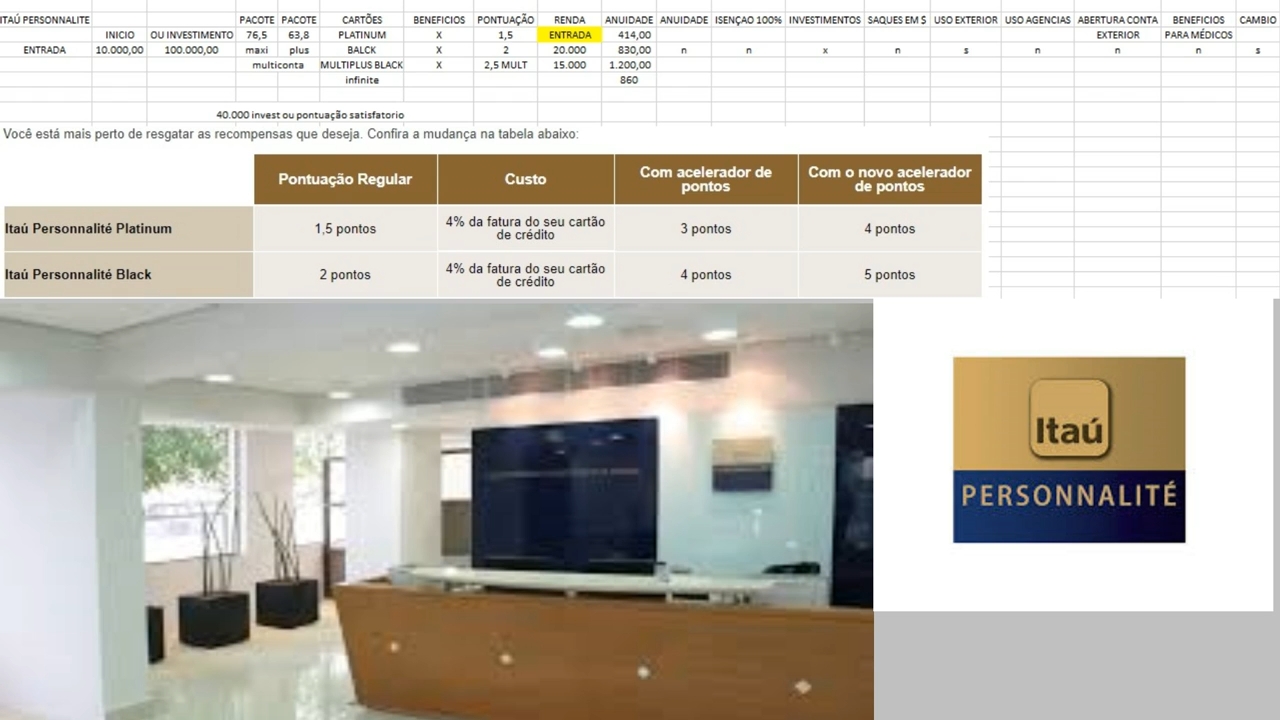 ITAÚ PERSONNALITE PACOTE PACOTE CARTÕES BENEFICIOS PONTUAÇÃO RENDA ANUIDADE ANUIDADE ISENÇAO 100% INVESTIMENTOS SAQUES EM $ USO EXTERIOR USO AGENCIAS ABERTURA CONTA BENEFICIOS CAMBIO
INICIO OU INVESTIMENTO 76,5 63,8 PLATINUM X 1,5 ENTRADA 414,00 EXTERIOR PARA MÉDICOS
ENTRADA 10.000,00 100.000,00 maxi plus BALCK X 2 20.000 830,00 n n x n s n n n s
multiconta MULTIPLUS BLACK X 2,5 MULT 15.000 1.200,00
infinite 860
40.000 invest ou pontuação satisfatorio
Você está mais perto de resgatar as recompensas que deseja. Confira a mudança na tabela abaixo:
Pontuação Regular Custo Com acelerador de pontos Com o novo acelerador de pontos
Itaú Personnalité Platinum 1,5 pontos 4% da fatura do seu cartão de crédito 3 pontos 4 pontos
Itaú Personnalité Black 2 pontos 4% da fatura do seu cartão de crédito 4 pontos 5 pontos
Itaú
PERSONNALITÉ